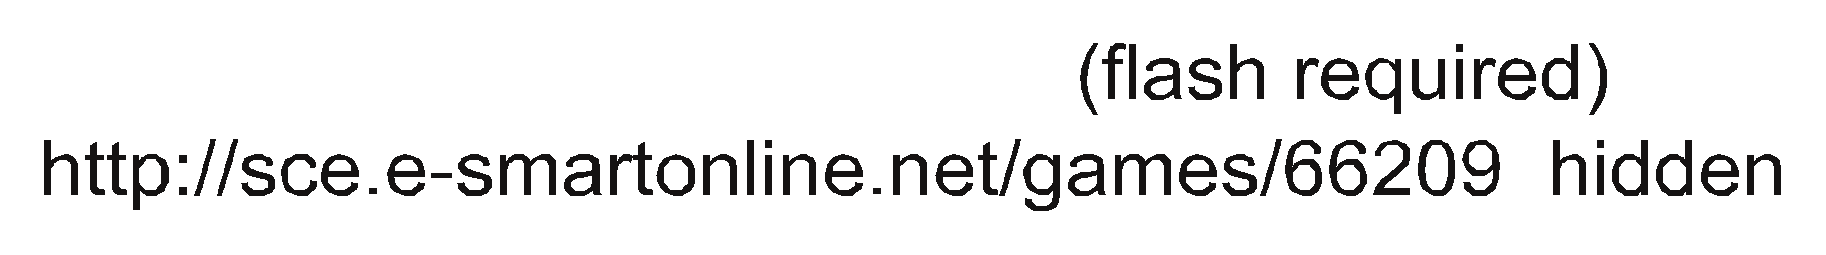 (flash required)
http://sce.e-smartonline.net/games/66209  hidden